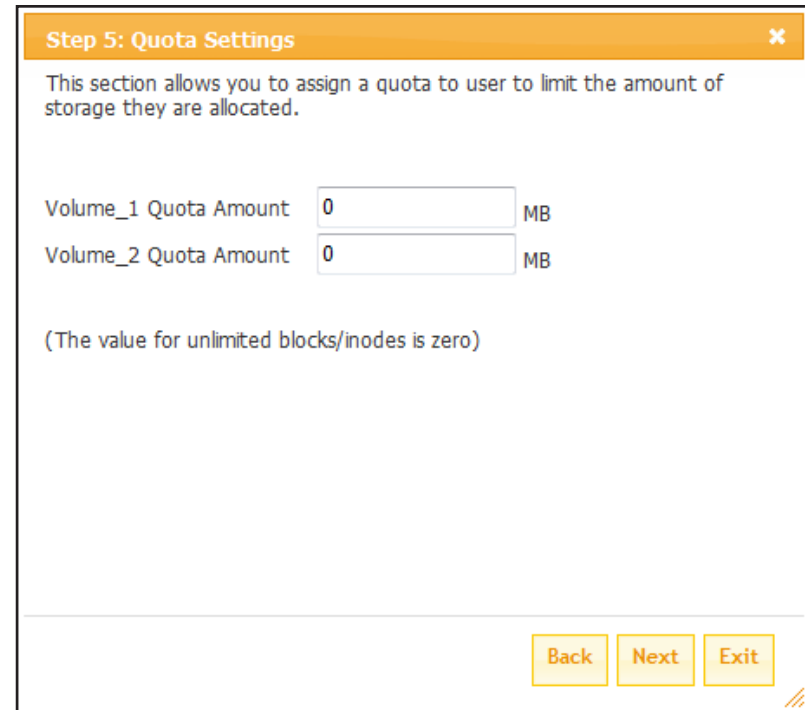 Step 5: Quota Settings
This section allows you to assign a quota to user to limit the amount of
storage they are allocated.
Volume_1 Quota Amount 0 MB
Volume_2 Quota Amount 0 MB
(The value for unlimited blocks/inodes is zero)
Back Next Exit